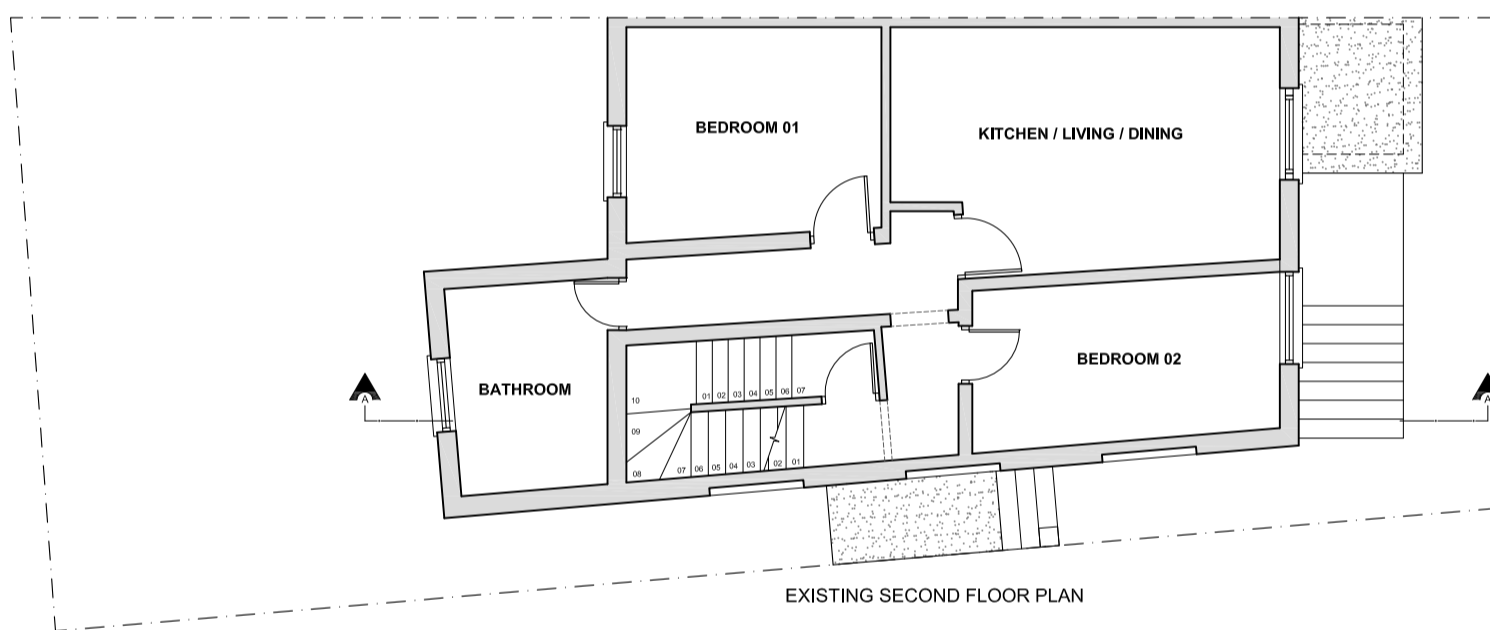 BEDROOM 01
KITCHEN / LIVING / DINING
BEDROOM 02
BATHROOM
A
A
01 02 03 04 05 06 07
10
09
08
07 06 05 04 03 02 01
EXISTING SECOND FLOOR PLAN